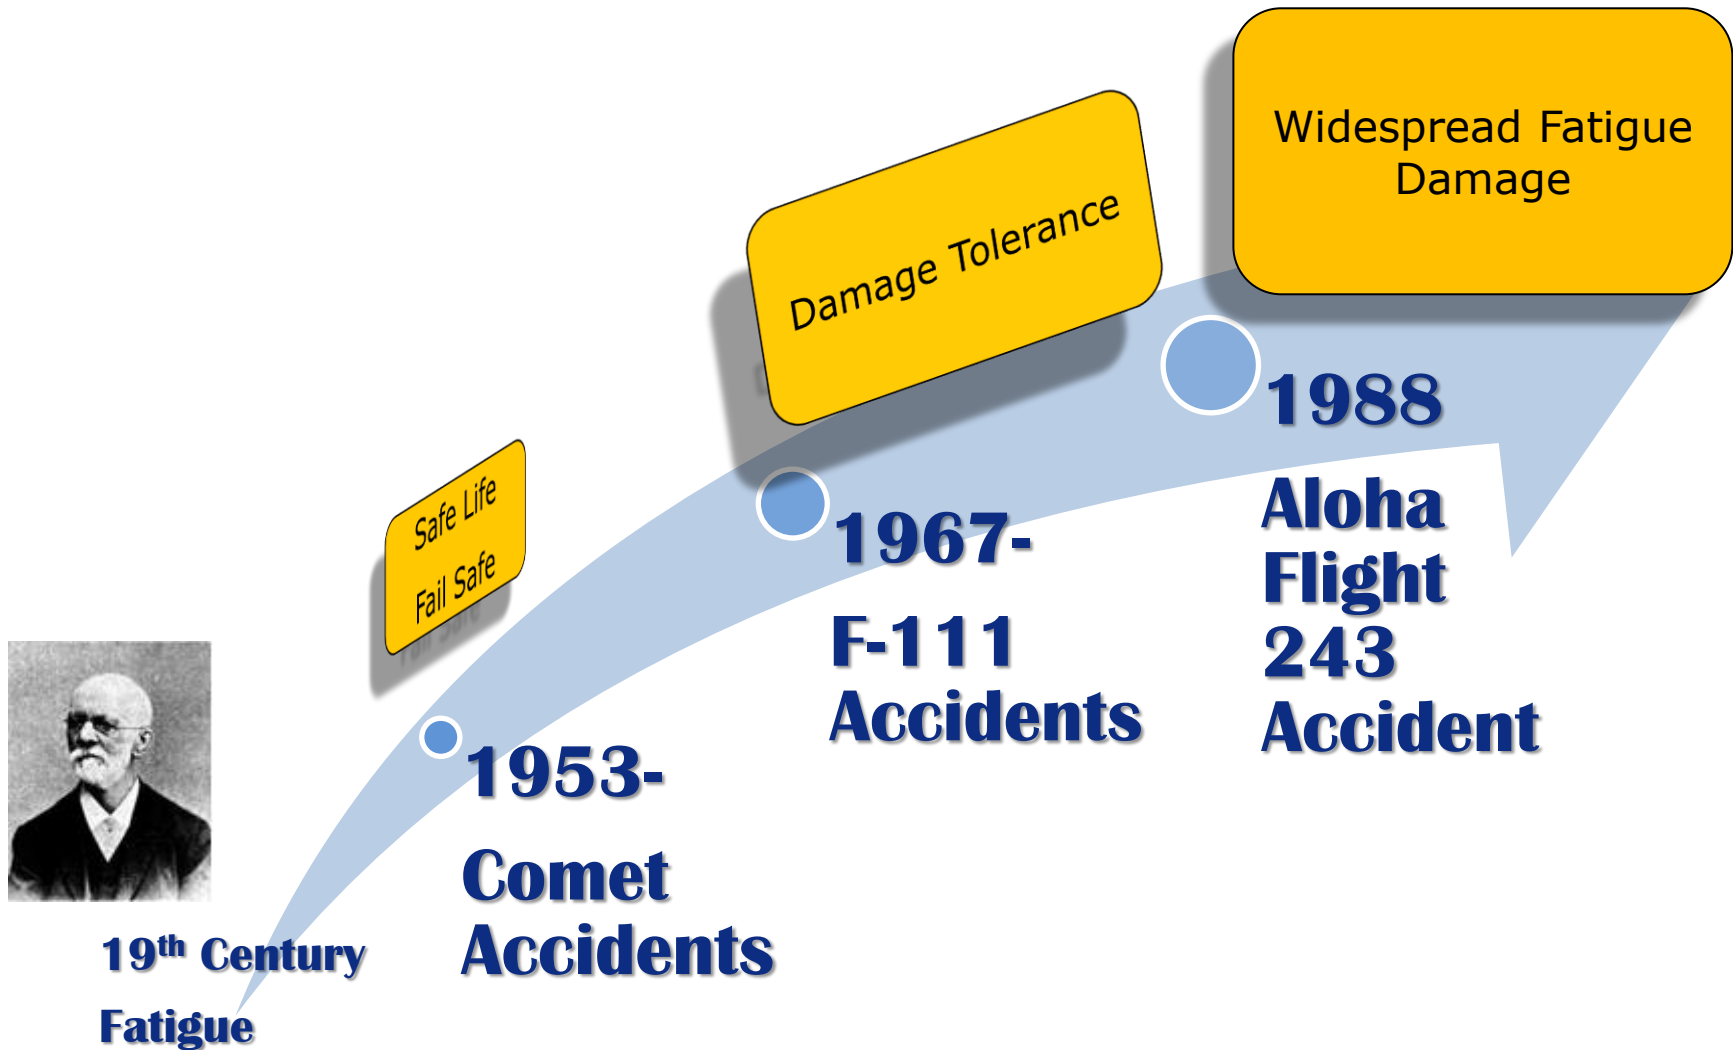 19th Century
Fatigue
Safe Life
Fail Safe
1953-
Comet
Accidents
Damage Tolerance
1967-
F-111
Accidents
Widespread Fatigue
Damage
1988
Aloha
Flight
243
Accident